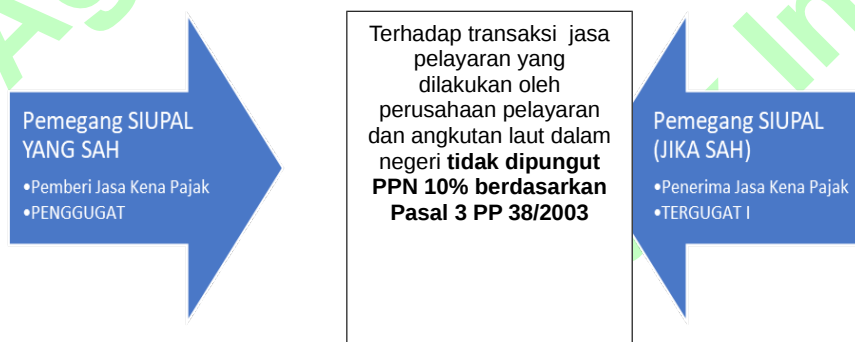 Pemegang SIUPAL
YANG SAH
•Pemberi Jasa Kena Pajak
•PENGGUGAT
Terhadap transaksi jasa
pelayaran yang
dilakukan oleh
perusahaan pelayaran
dan angkutan laut dalam
negeri tidak dipungut
PPN 10% berdasarkan
Pasal 3 PP 38/2003
Pemegang SIUPAL
(JIKA SAH)
•Penerima Jasa Kena Pajak
•TERGUGAT I